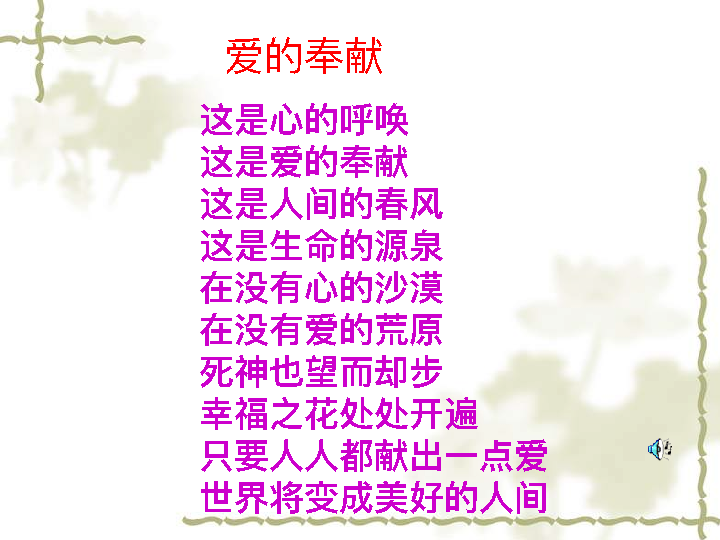 爱的奉献
这是心的呼唤
这是爱的奉献
这是人间的春风
这是生命的源泉
在没有心的沙漠
在没有爱的荒原
死神也望而却步
幸福之花处处开遍
只要人人都献出一点爱
世界将变成美好的人间